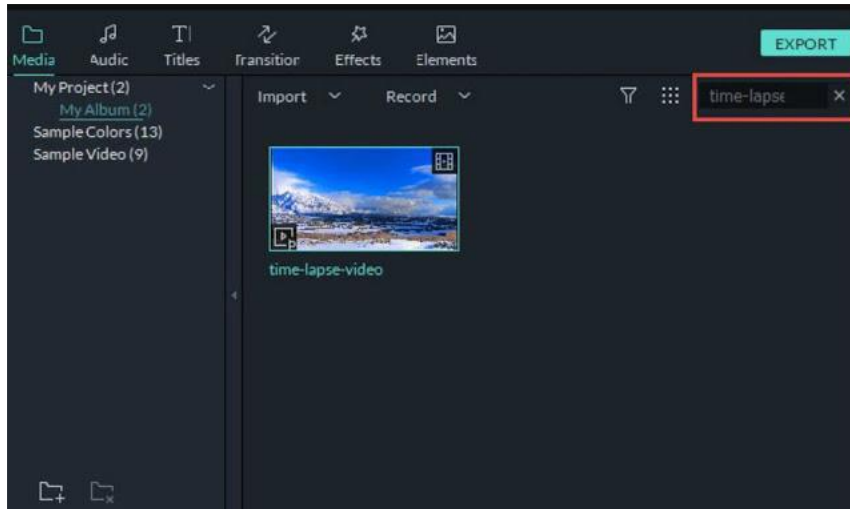 Media Audic Titles Transition Effects Elements
EXPORT
My Project (2)
My Album (2)
Sample Colors (13)
Sample Video (9)
Import Record
time-lapse
time-lapse-video